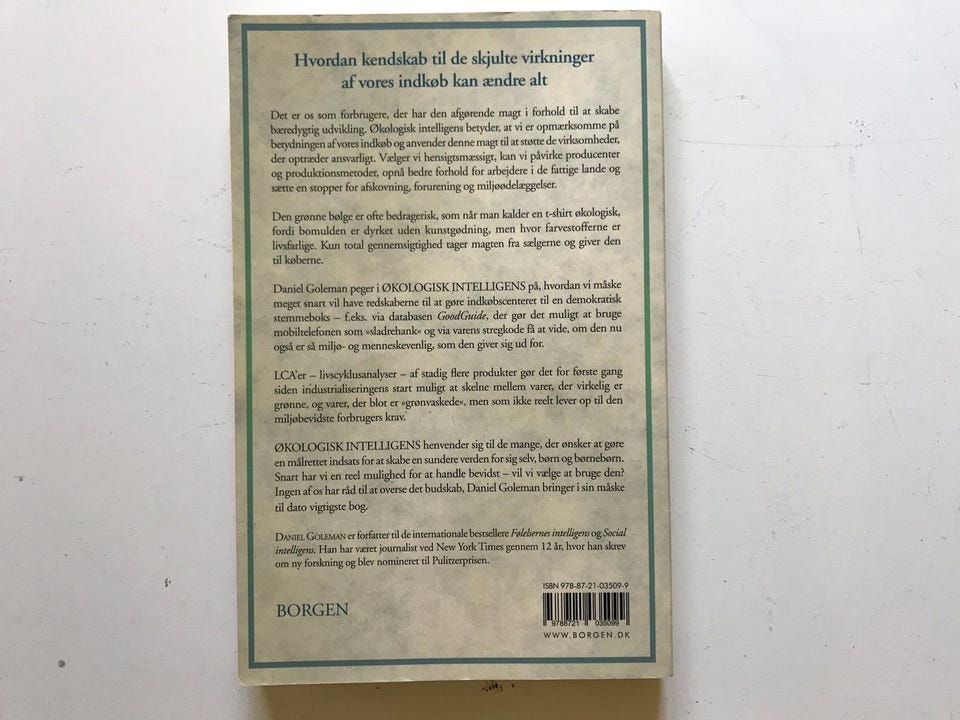 Hvordan kendskab til de skjulte virkninger
af vores indkøb kan ændre alt
Det er os som forbrugere, der har den afgørende magt i forhold til at skabe
bæredygtig udvikling. Økologisk intelligens betyder, at vi er opmærksomme på
betydningen af vores indkøb og anvender denne magt til at støtte de virksomheder,
der optræder ansvarligt. Vælger vi hensigtsmæssigt, kan vi påvirke producenter
og produktionsmetoder, opnå bedre forhold for arbejdere i de fattige lande og
sætte en stopper for afskovning, forurening og miljøødelæggelser.
Den grønne bølge er ofte bedragerisk, som når man kalder en t-shirt økologisk,
fordi bomulden er dyrket uden kunstgødning, men hvor farvestofferne er
livsfarlige. Kun total gennemsigtighed tager magten fra sælgerne og giver den
til køberne.
Daniel Goleman peger i ØKOLOGISK INTELLIGENS på, hvordan vi måske
meget snart vil have redskaberne til at gøre indkøbscenteret til en demokratisk
stemmeboks – f.eks. via databasen GoodGuide, der gør det muligt at bruge
mobiltelefonen som »sladrehank« og via varens stregkode få at vide, om den nu
også er så miljø- og menneskevenlig, som den giver sig ud for.
LCA'er – livscyklusanalyser – af stadig flere produkter gør det for første gang
siden industrialiseringens start muligt at skelne mellem varer, der virkelig er
grønne, og varer, der blot er »grønvaskede«, men som ikke reelt lever op til den
miljøbevidste forbrugers krav.
ØKOLOGISK INTELLIGENS henvender sig til de mange, der ønsker at gøre
en målrettet indsats for at skabe en sundere verden for sig selv, børn og børnebørn.
Snart har vi en reel mulighed for at handle bevidst – vil vi vælge at bruge den?
Ingen af os har råd til at overse det budskab, Daniel Goleman bringer i sin måske
til dato vigtigste bog.
DANIEL GOLEMAN er forfatter til de internationale bestsellere Følelsernes intelligens og Social
intelligens. Han har været journalist ved New York Times gennem 12 år, hvor han skrev
om ny forskning og blev nomineret til Pulitzerprisen.
ISBN 978-87-21-03509-9
BORGEN
9788721 035099
WWW.BORGEN.DK